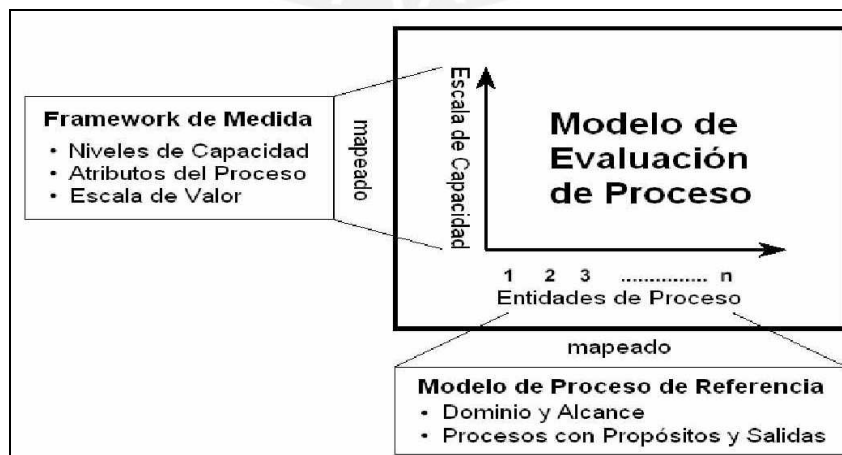 Framework de Medida
• Niveles de Capacidad
• Atributos del Proceso
• Escala de Valor
mapeado
Escala de Capacidad
Modelo de
Evaluación
de Proceso
1 2 3 ............... n
Entidades de Proceso
mapeado
Modelo de Proceso de Referencia
• Dominio y Alcance
• Procesos con Propósitos y Salidas